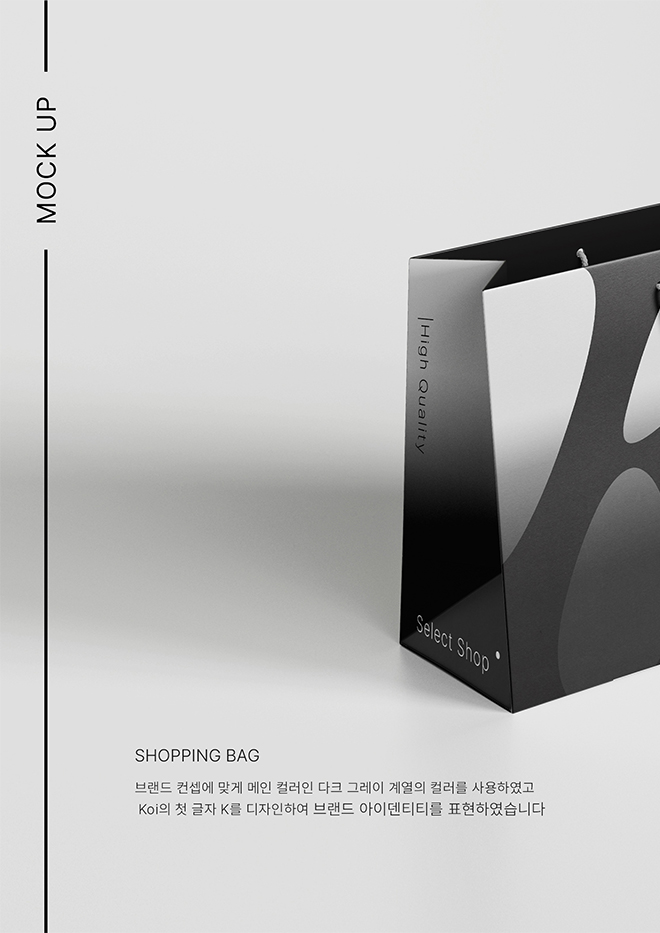 MOCK UP
|High Quality
Select Shop
SHOPPING BAG
브랜드 컨셉에 맞게 메인 컬러인 다크 그레이 계열의 컬러를 사용하였고
Koi의 첫 글자 K를 디자인하여 브랜드 아이덴티티를 표현하였습니다